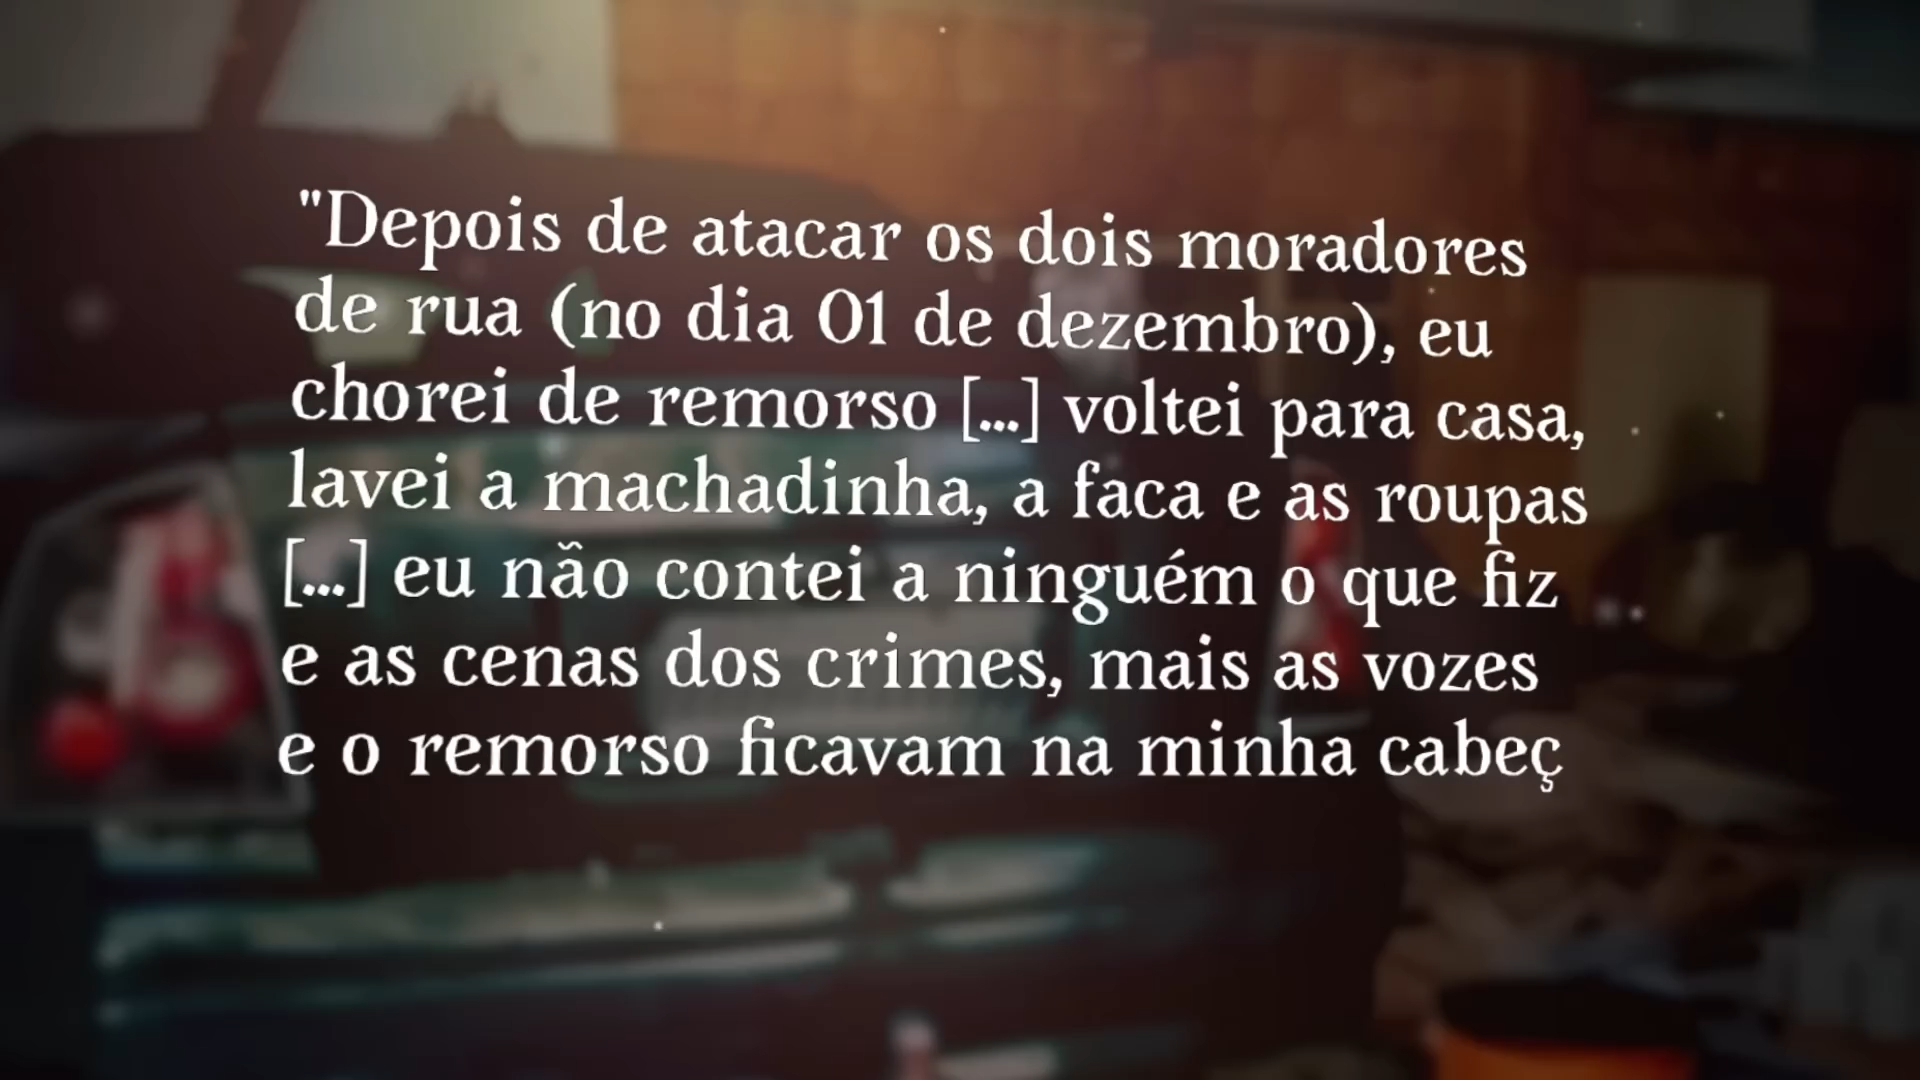 "Depois de atacar os dois moradores
de rua (no dia 01 de dezembro), eu
chorei de remorso [...] voltei para casa,
lavei a machadinha, a faca e as roupas
[...] eu não contei a ninguém o que fiz
e as cenas dos crimes, mais as vozes
e o remorso ficavam na minha cabeç